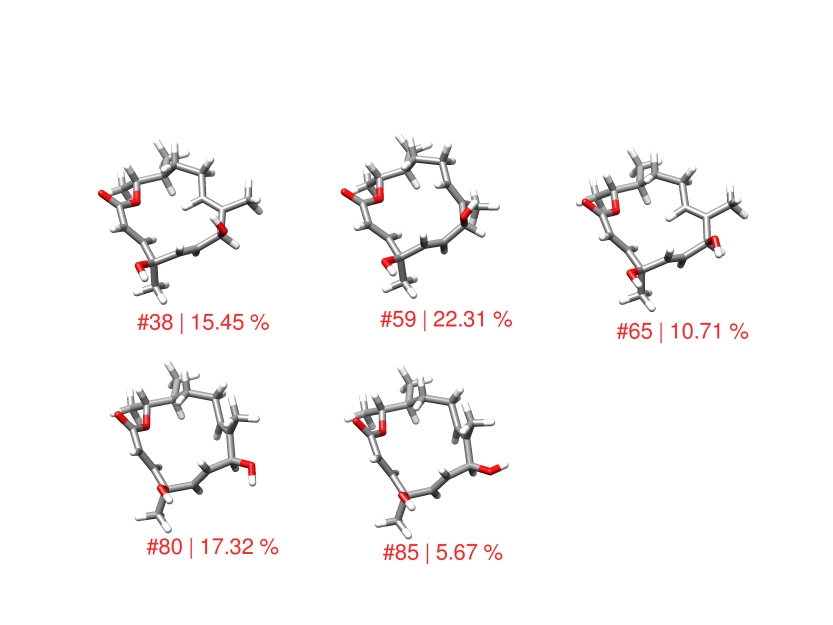 #38 | 15.45 %
#59 | 22.31 %
#65 | 10.71 %
#80 | 17.32 %
#85 | 5.67 %